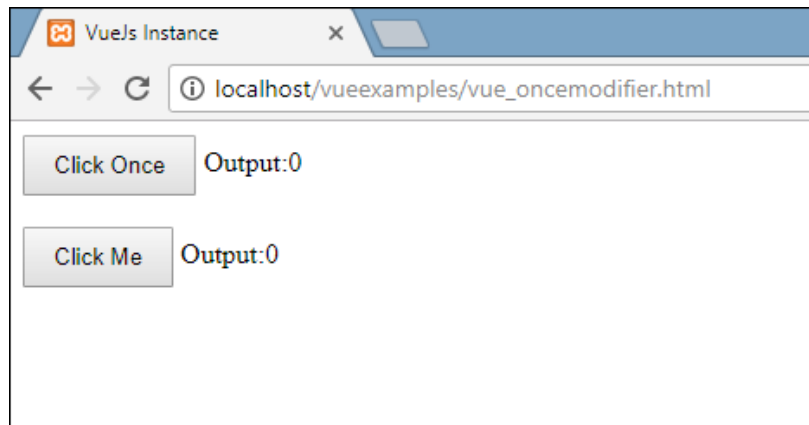 VueJs Instance
localhost/vueexamples/vue_oncemodifier.html
Click Once Output:0
Click Me Output:0